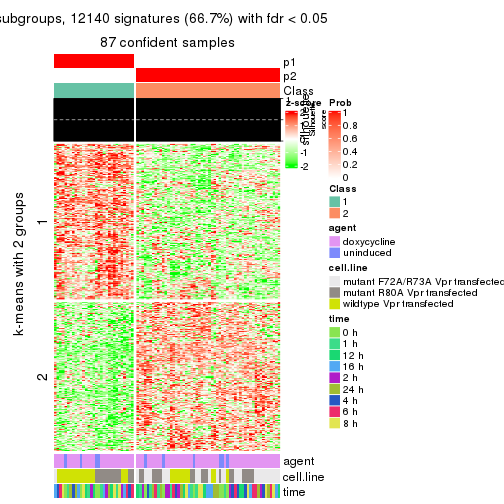 subgroups, 12140 signatures (66.7%) with fdr < 0.05
87 confident samples
p1
p2
Class
z-score
2
1
0
-1
-2
Prob
1
0.8
0.6
0.4
0.2
0
Silhouette
score
k-means with 2 groups
1
2
Class
1
2
agent
doxycycline
uninduced
cell.line
mutant F72A/R73A Vpr transfected
mutant R80A Vpr transfected
wildtype Vpr transfected
time
0 h
1 h
12 h
16 h
2 h
24 h
4 h
6 h
8 h
agent
cell.line
time